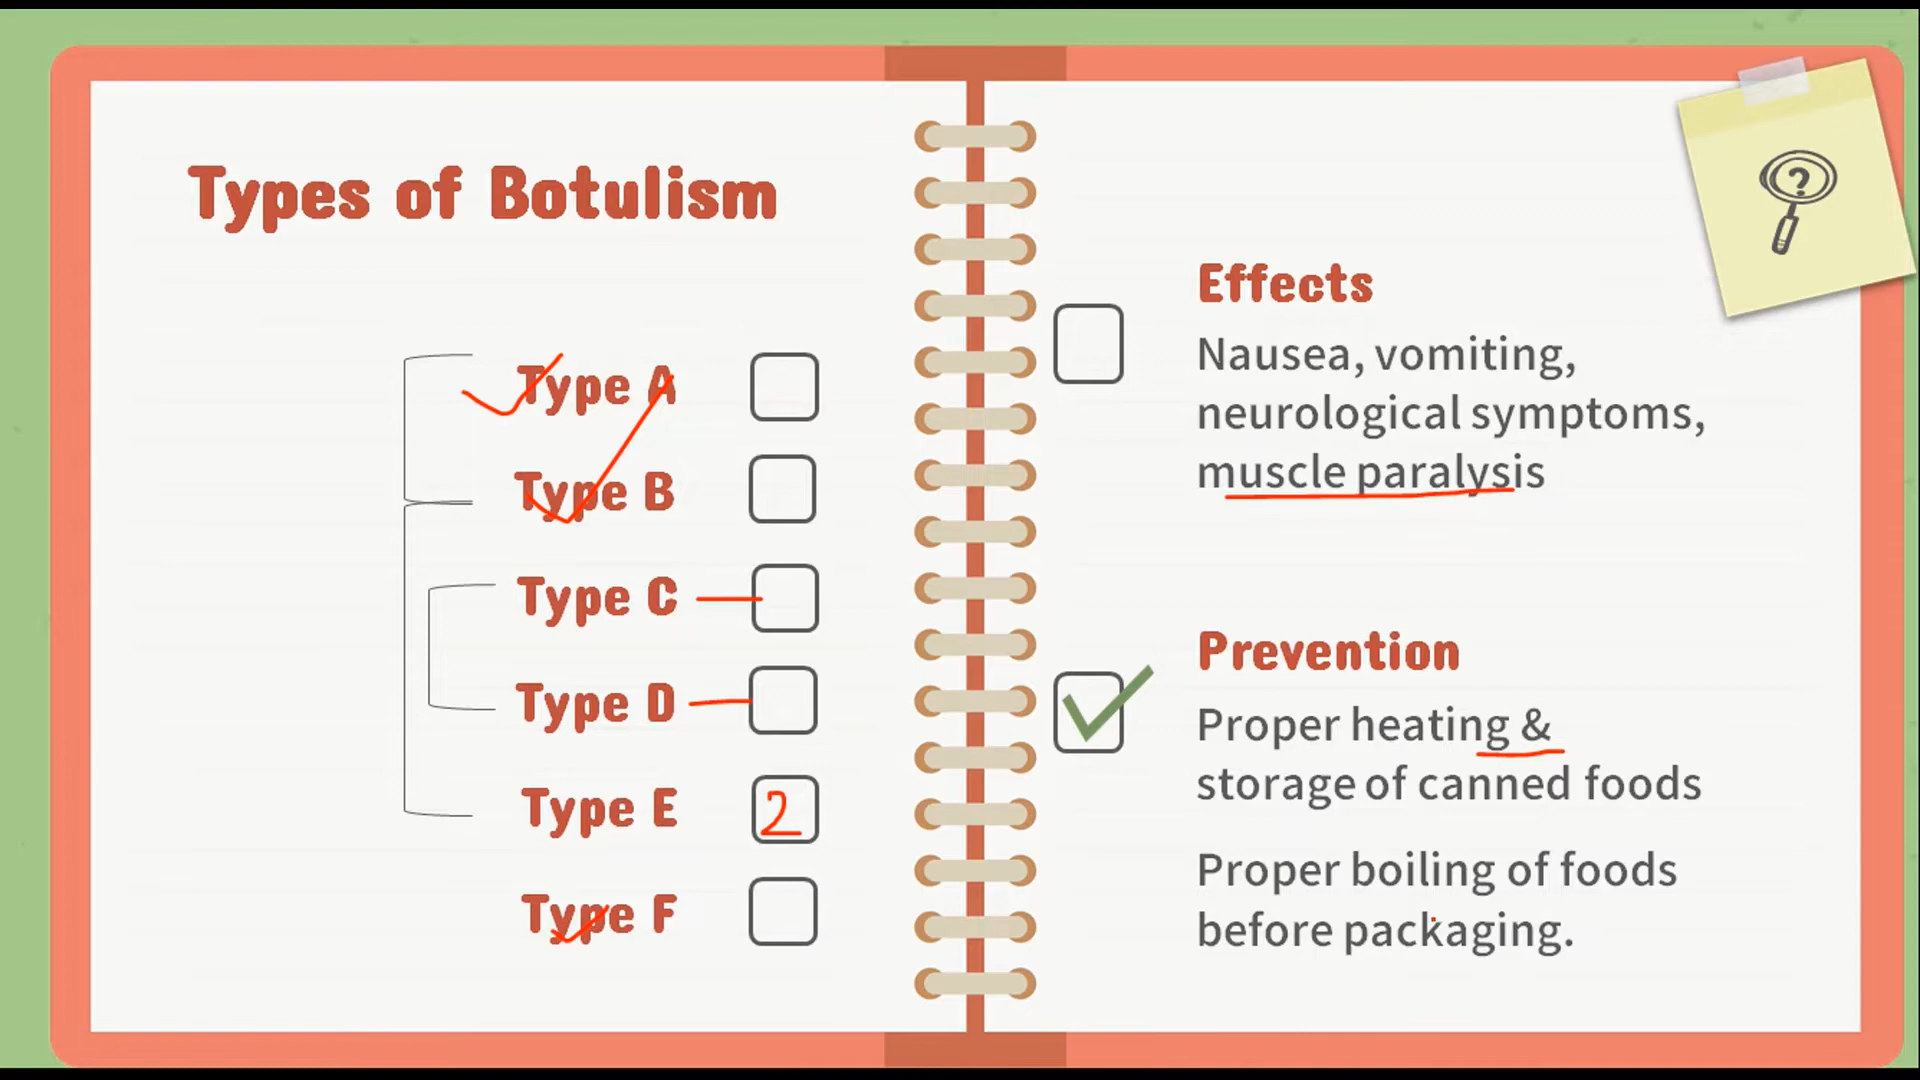 Types of Botulism
Type A
Type B
Type C
Type D
Type E 2
Type F
?
Effects
Nausea, vomiting,
neurological symptoms,
muscle paralysis
Prevention
Proper heating &
storage of canned foods
Proper boiling of foods
before packaging.